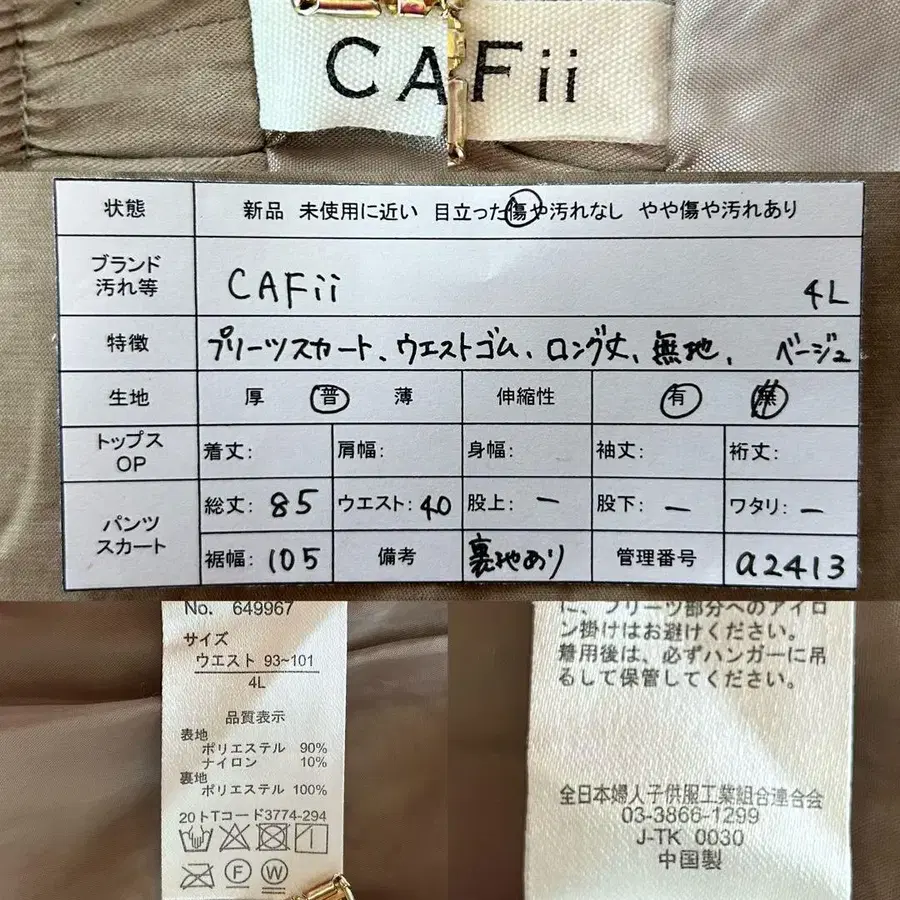 CAFii
状態 新品 未使用に近い 目立った傷や汚れなし やや傷や汚れあり
ブランド
汚れ等
CAFii 4L
特徴 プリーツスカート、ウエストゴム、ロング丈、無地、ベージュ
生地 厚 普 薄 伸縮性 有 無
トップス
OP
着丈: 肩幅: 身幅: 袖丈: 裄丈:
パンツ
スカート
総丈: 85 ウエスト: 40 股上: ー 股下: ー ワタリ: ー
裾幅: 105 備考 裏地あり 管理番号 a2413
No. 649967
サイズ
ウエスト 93~101
4L
品質表示
表地
ポリエステル 90%
ナイロン 10%
裏地
ポリエステル 100%
20トTコード3774-294
F W
に、プリーツ部分へのアイロ
ン掛けはお避けください。
着用後は、必ずハンガーに吊
るして保管してください。
全日本婦人子供服工業組合連合会
03-3866-1299
J-TK 0030
中国製